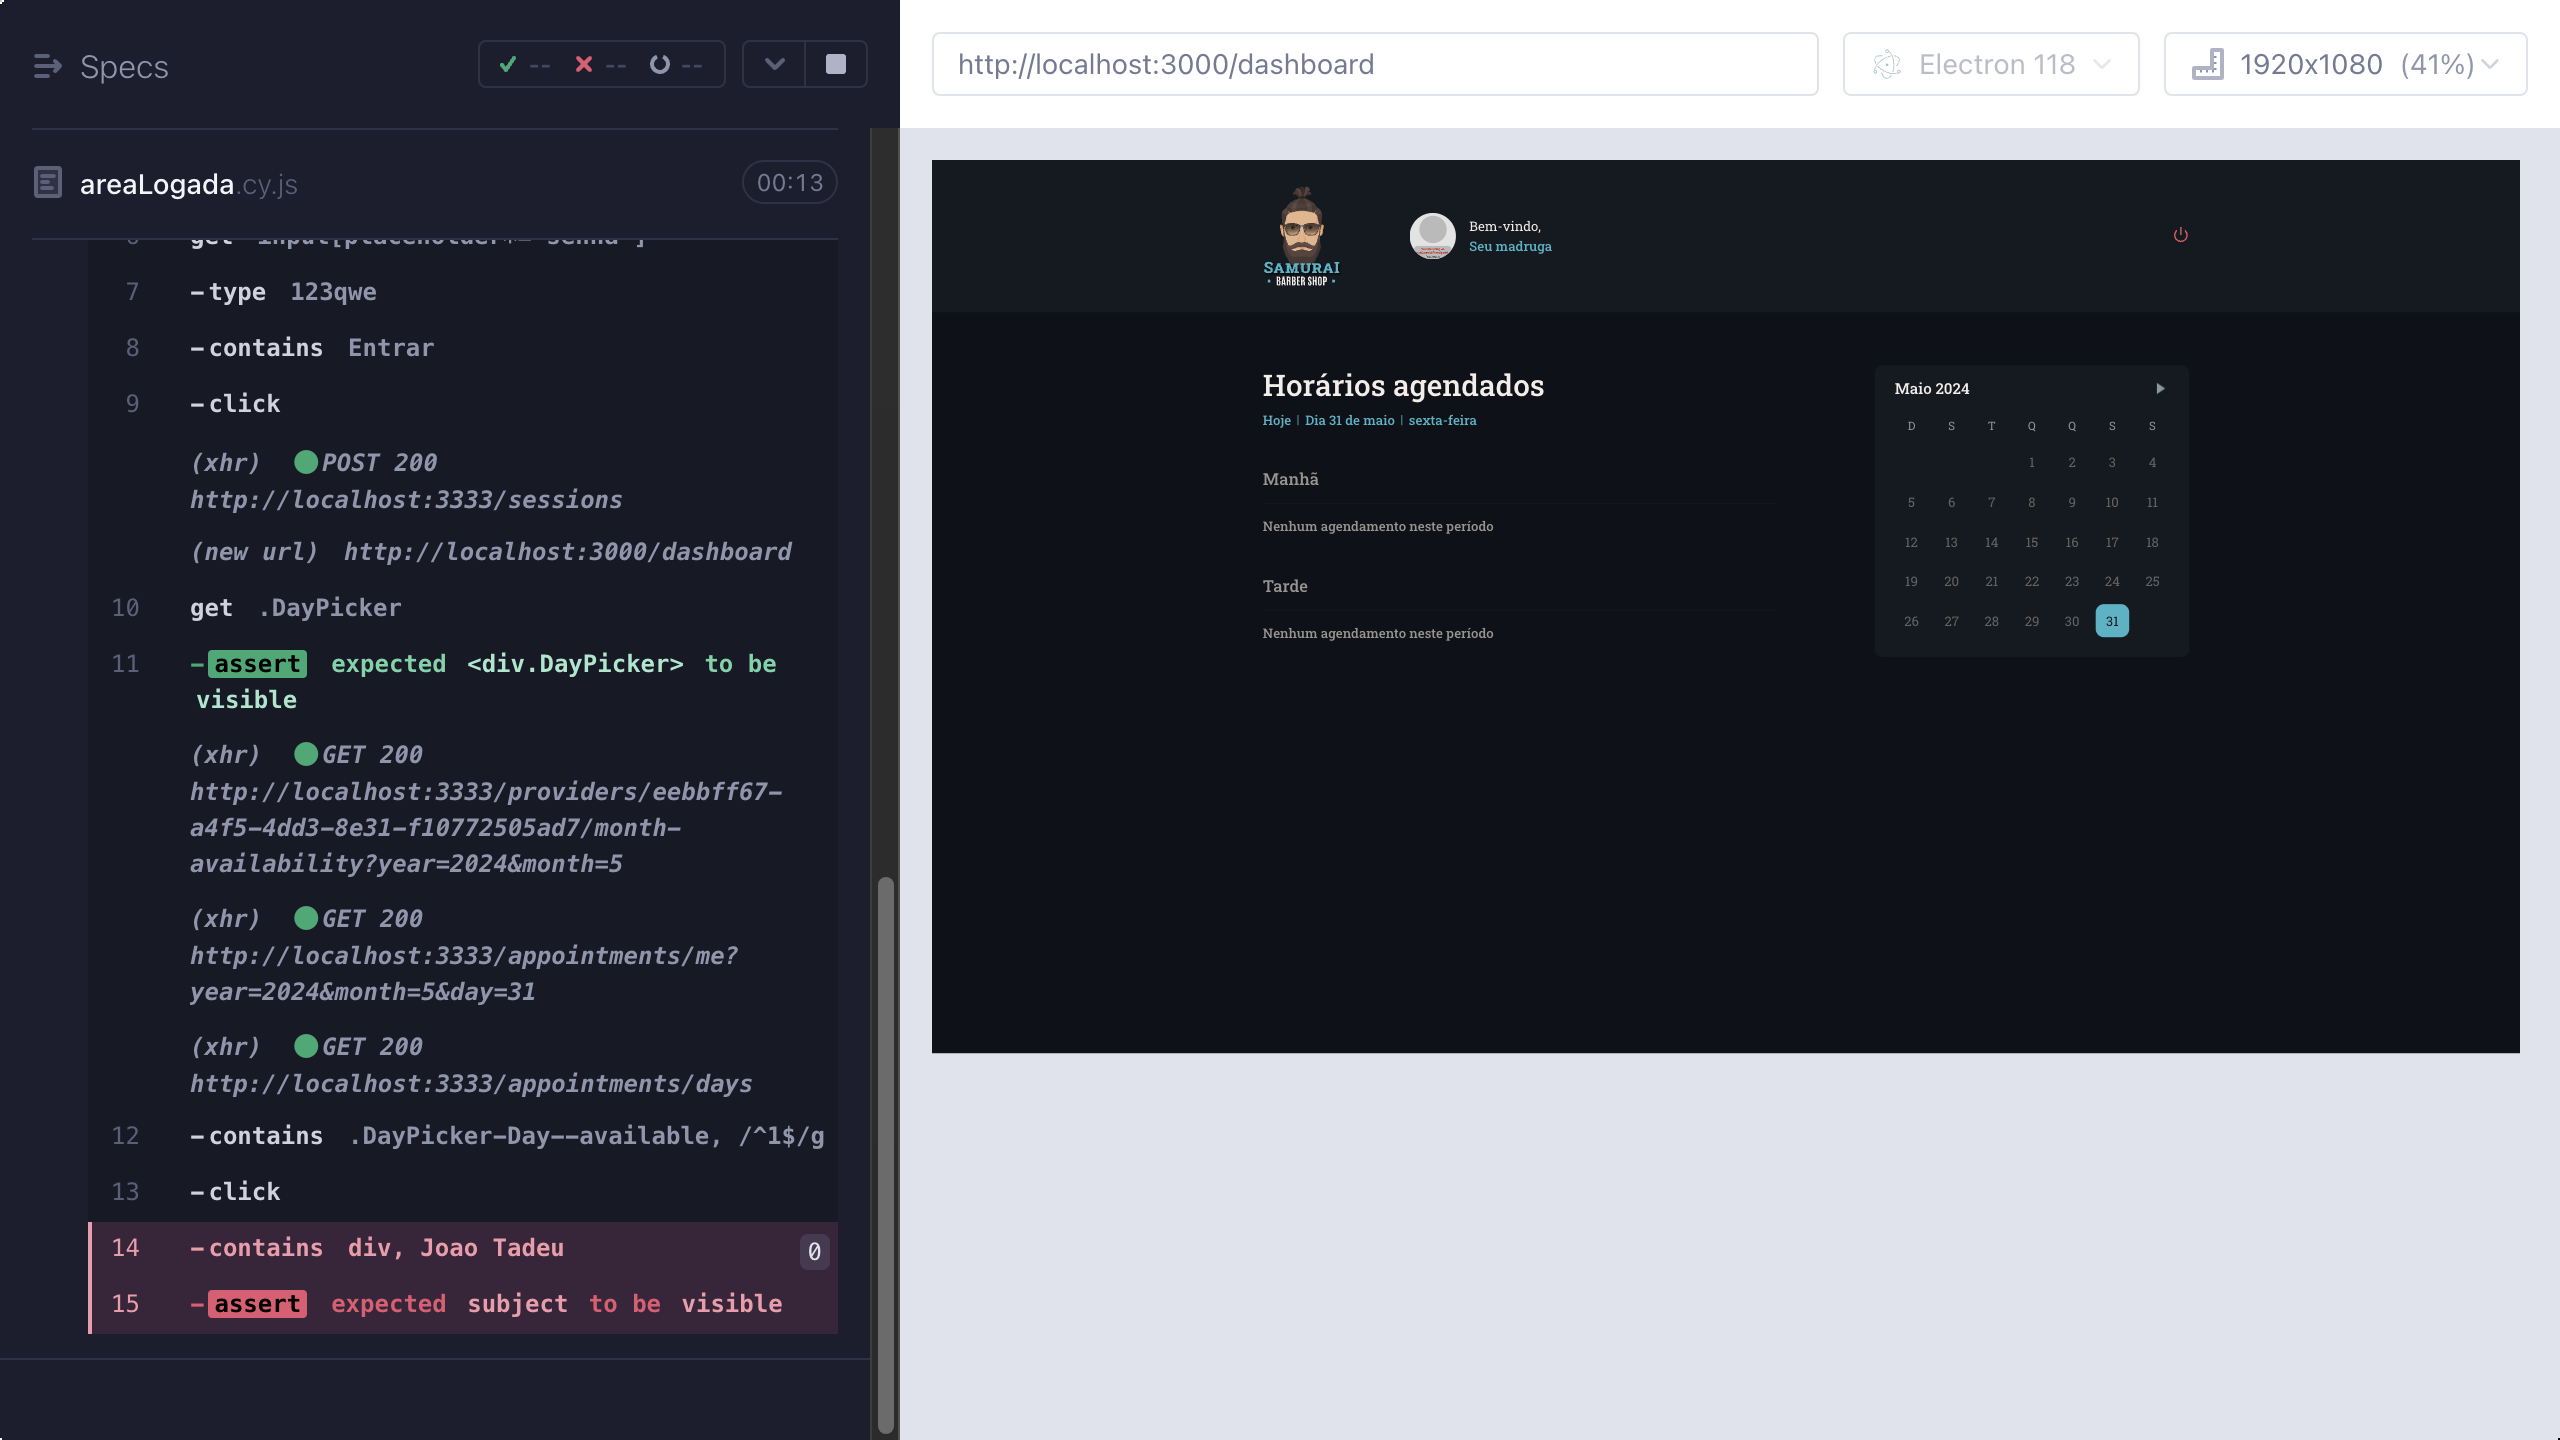 Specs
--
--
--
http://localhost:3000/dashboard
Electron 118
1920x1080 (41%)
areaLogada.cy.js
00:13
7 -type 123qwe
8 -contains Entrar
9 -click
(xhr) POST 200
http://localhost:3333/sessions
(new url) http://localhost:3000/dashboard
10 get .DayPicker
11 -assert expected <div.DayPicker> to be
visible
(xhr) GET 200
http://localhost:3333/providers/eebbff67-
a4f5-4dd3-8e31-f10772505ad7/month-
availability?year=2024&month=5
(xhr) GET 200
http://localhost:3333/appointments/me?
year=2024&month=5&day=31
(xhr) GET 200
http://localhost:3333/appointments/days
12 -contains .DayPicker-Day--available, /^1$/g
13 -click
14 -contains div, Joao Tadeu 0
15 -assert expected subject to be visible
SAMURAI
• BARBER SHOP •
Bem-vindo,
Seu madruga
Horários agendados
Hoje | Dia 31 de maio | sexta-feira
Manhã
Nenhum agendamento neste período
Tarde
Nenhum agendamento neste período
Maio 2024
D S T Q Q S S
1 2 3 4
5 6 7 8 9 10 11
12 13 14 15 16 17 18
19 20 21 22 23 24 25
26 27 28 29 30 31